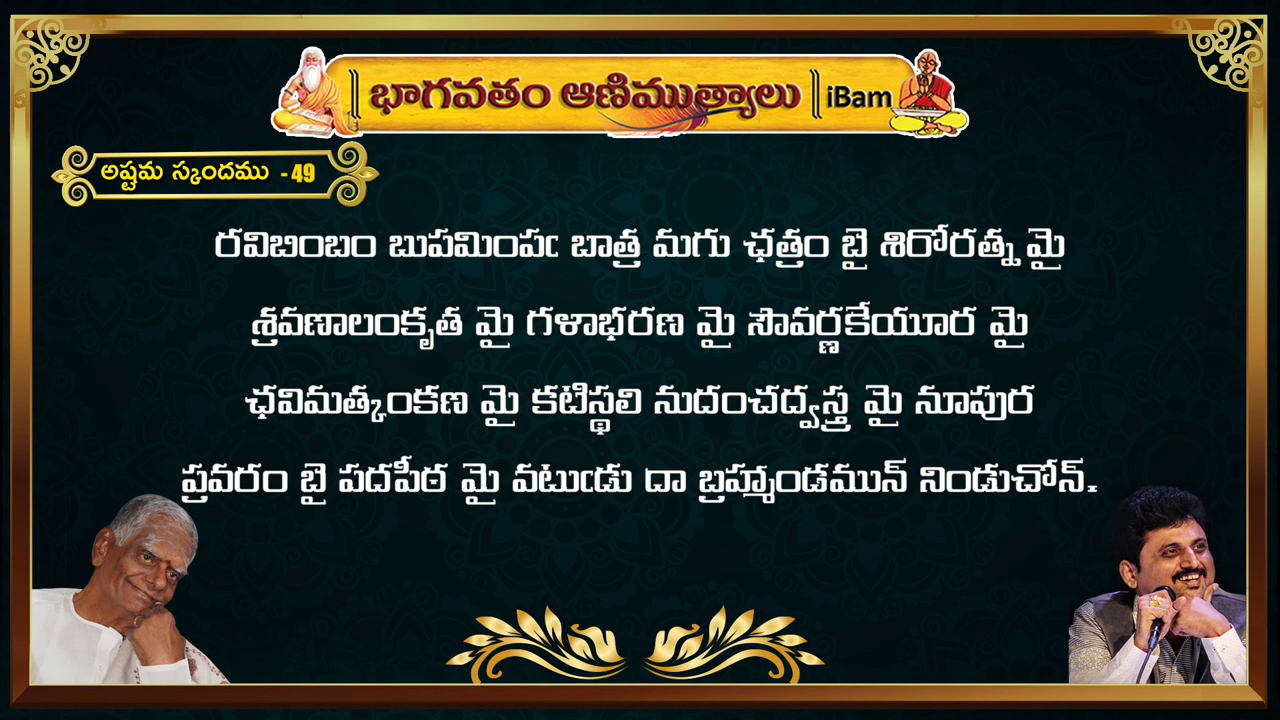 || భాగవతం ఆణిముత్యాలు || iBam
అష్టమ స్కందము - 49
రవిబింబం బుపమింపఁ బాత్ర మగు ఛత్రం బై శిరోరత్న మై
శ్రవణాలంకృత మై గళాభరణ మై సౌవర్ణకేయూర మై
ఛవిమత్కంకణ మై కటిస్థలి నుదంచద్వస్త్ర మై నూపుర
ప్రవరం బై పదపీఠ మై వటుఁడు దా బ్రహ్మాండమున్ నిండుచోన్.